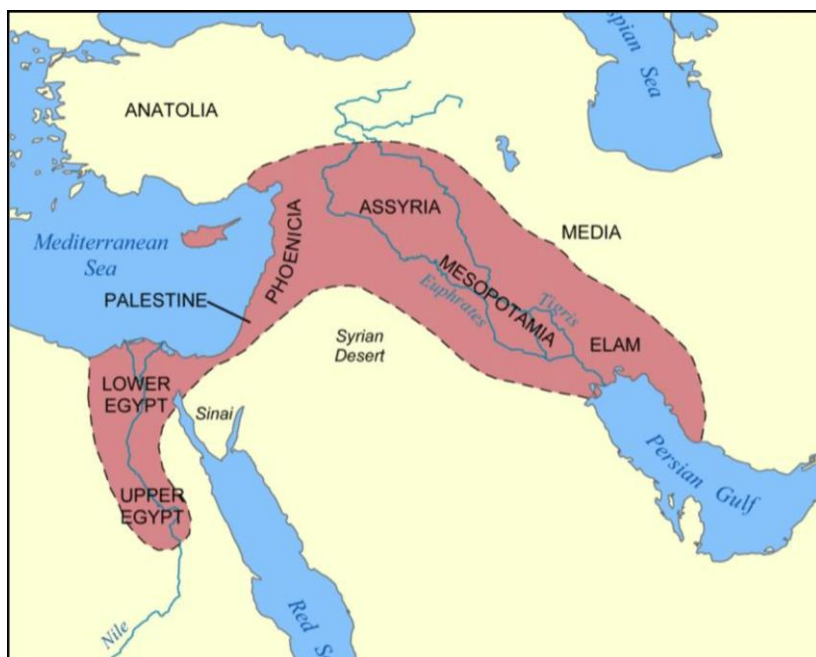 Caspian Sea
ANATOLIA
ASSYRIA
MEDIA
Mediterranean
Sea
PHOENICIA
MESOPOTAMIA
Tigris
Euphrates
PALESTINE
Syrian
Desert
ELAM
LOWER
EGYPT
Sinai
Persian Gulf
UPPER
EGYPT
Nile
Red Se